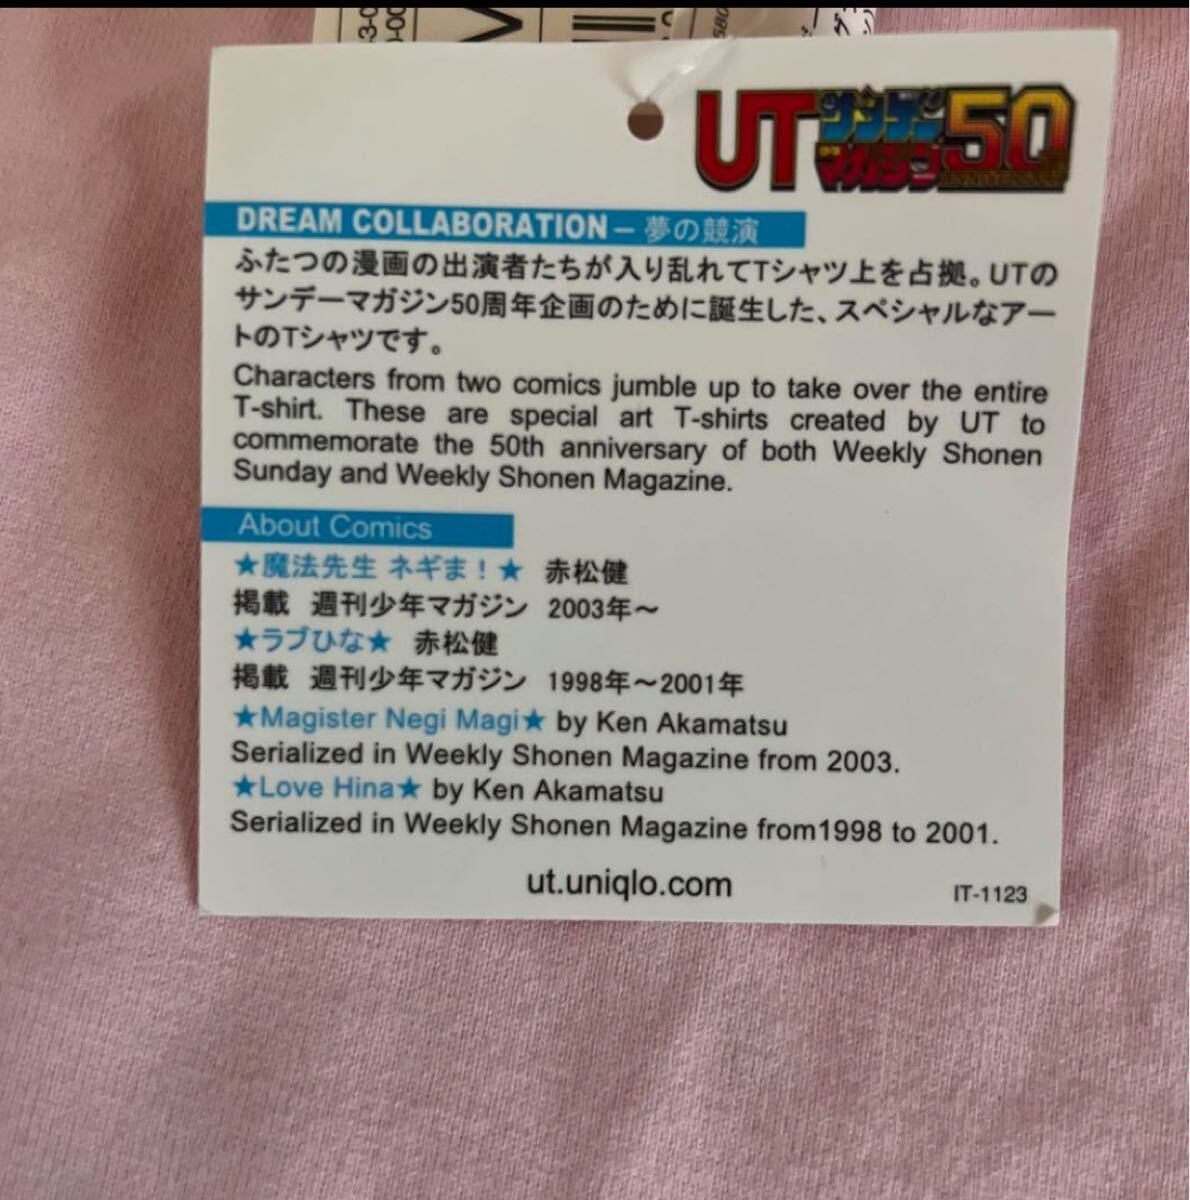 UT サンデー マガジン 50
DREAM COLLABORATION – 夢の競演
ふたつの漫画の出演者たちが入り乱れてTシャツ上を占拠。UTの
サンデーマガジン50周年企画のために誕生した、スペシャルなアー
トのTシャツです。
Characters from two comics jumble up to take over the entire
T-shirt. These are special art T-shirts created by UT to
commemorate the 50th anniversary of both Weekly Shonen
Sunday and Weekly Shonen Magazine.
About Comics
★魔法先生 ネギま！★ 赤松健
掲載 週刊少年マガジン 2003年～
★ラブひな★ 赤松健
掲載 週刊少年マガジン 1998年～2001年
★Magister Negi Magi★ by Ken Akamatsu
Serialized in Weekly Shonen Magazine from 2003.
★Love Hina★ by Ken Akamatsu
Serialized in Weekly Shonen Magazine from1998 to 2001.
ut.uniqlo.com
IT-1123